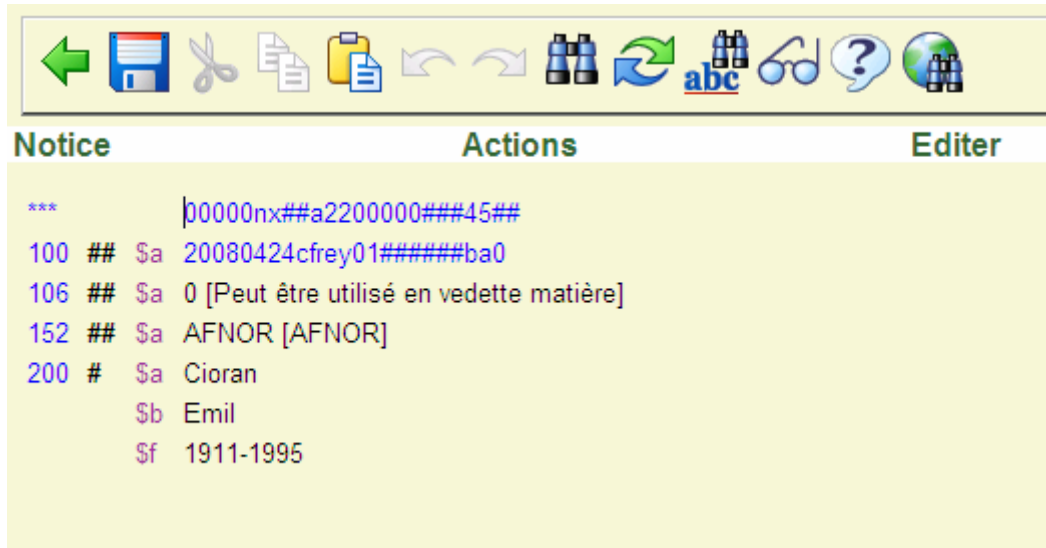 abc ?
Notice Actions Editer
*** 00000nx##a2200000###45##
100 ## $a 20080424cfrey01######ba0
106 ## $a 0 [Peut être utilisé en vedette matière]
152 ## $a AFNOR [AFNOR]
200 # $a Cioran
$b Emil
$f 1911-1995